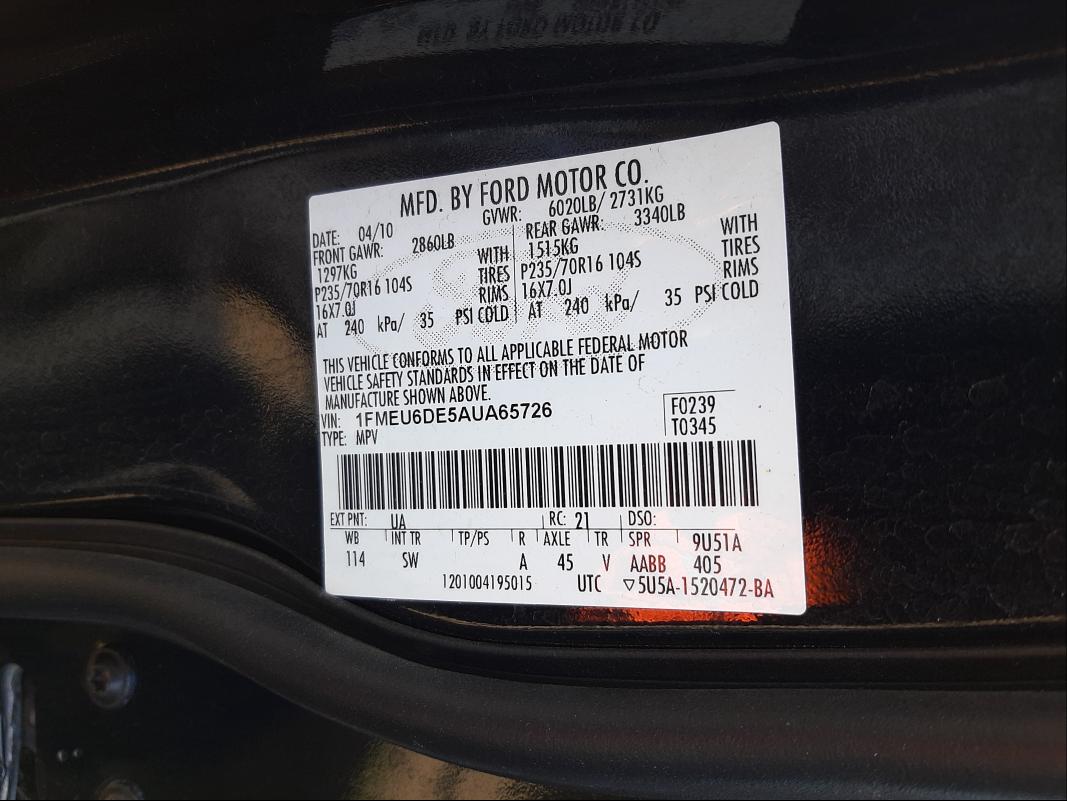 MFD. BY FORD MOTOR CO
MFD. BY FORD MOTOR CO.
DATE: 04/10 GVWR: 6020LB/ 2731KG
FRONT GAWR: 2860LB REAR GAWR: 3340LB
1297KG WITH 1515KG WITH
P235/70R16 104S TIRES P235/70R16 104S TIRES
16X7.0J RIMS 16X7.0J RIMS
AT 240 kPa/ 35 PSI COLD AT 240 kPa/ 35 PSI COLD
THIS VEHICLE CONFORMS TO ALL APPLICABLE FEDERAL MOTOR
VEHICLE SAFETY STANDARDS IN EFFECT ON THE DATE OF
MANUFACTURE SHOWN ABOVE.
VIN: 1FMEU6DE5AUA65726 F0239
TYPE: MPV T0345
EXT PNT: UA RC: 21 DSO:
WB INT TR TP/PS R AXLE TR SPR 9U51A
114 SW A 45 V AABB 405
1201004195015 UTC ▽5U5A-1520472-BA